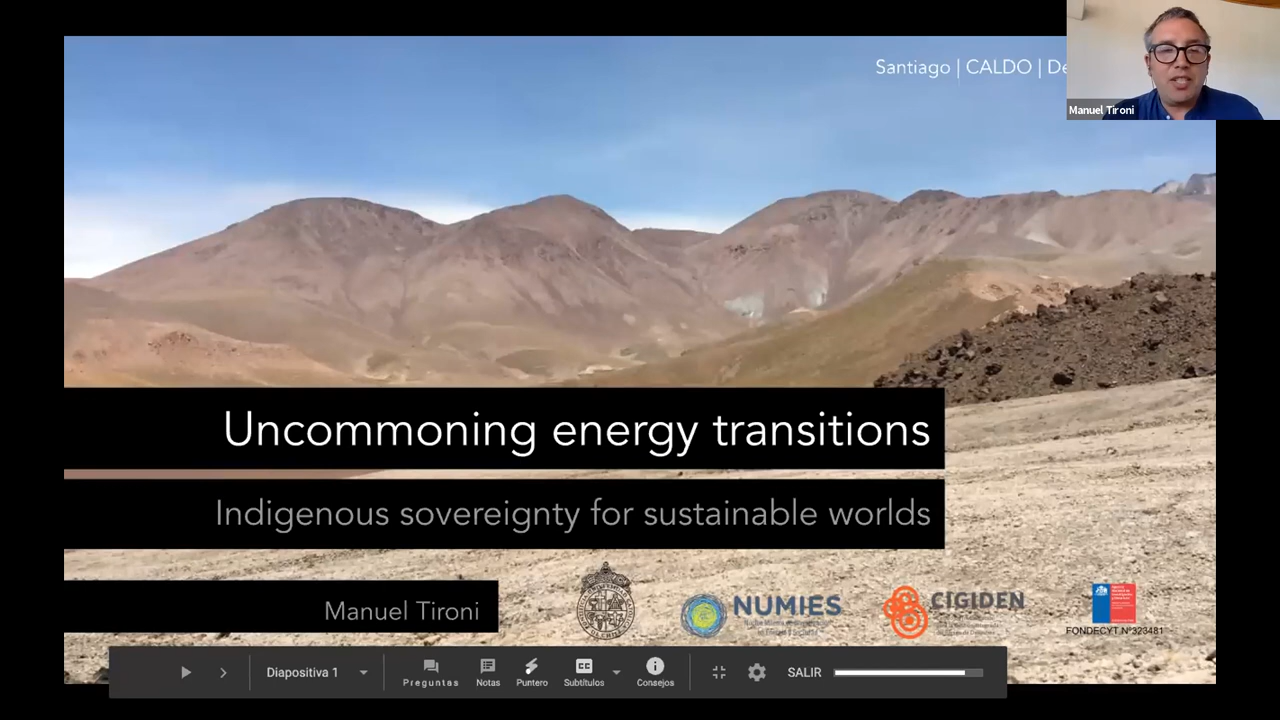 Santiago | CALDO | De
Manuel Tironi
Uncommoning energy transitions
Indigenous sovereignty for sustainable worlds
Manuel Tironi
NUMIES
CIGIDEN
FONDECYT N°323481
Diapositiva 1
Preguntas
Notas
Puntero
Subtítulos
Consejos
SALIR